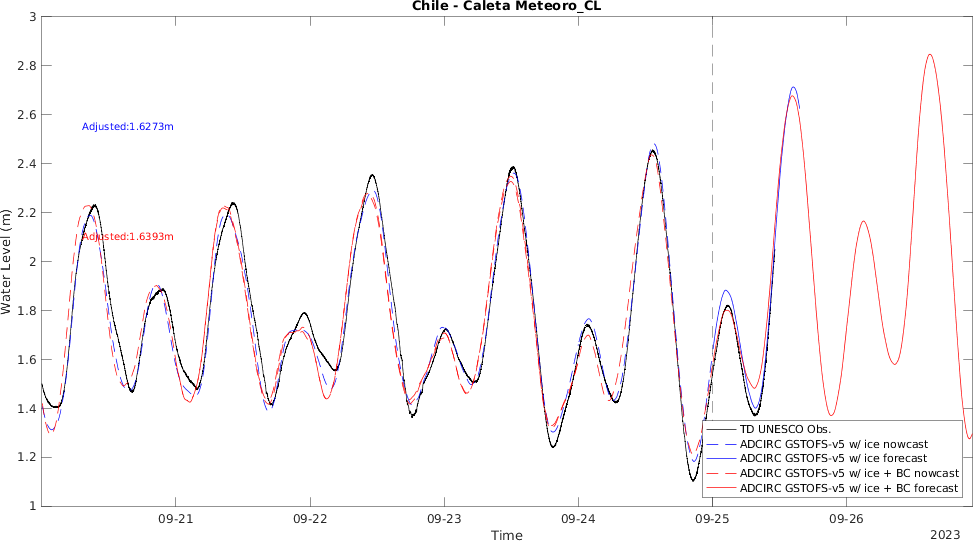 Chile - Caleta Meteoro_CL
3
2.8
2.6
2.4
2.2
2
1.8
1.6
1.4
1.2
1
Water Level (m)
Adjusted:1.6273m
Adjusted:1.6393m
TD UNESCO Obs.
ADCIRC GSTOFS-v5 w/ ice nowcast
ADCIRC GSTOFS-v5 w/ ice forecast
ADCIRC GSTOFS-v5 w/ ice + BC nowcast
ADCIRC GSTOFS-v5 w/ ice + BC forecast
09-21
09-22
09-23
09-24
09-25
09-26
Time
2023